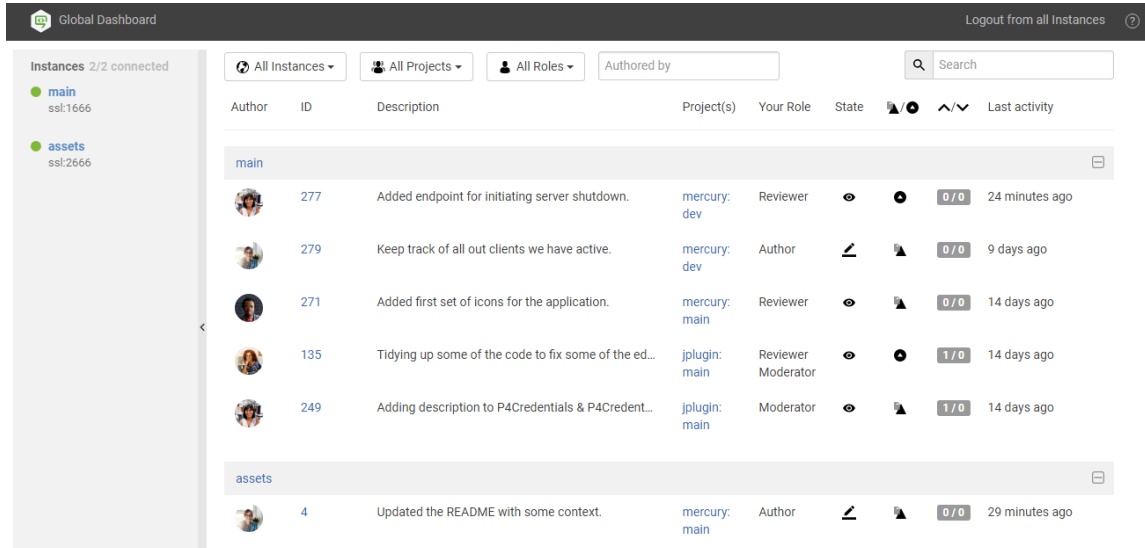 Global Dashboard
Logout from all Instances
?
Instances 2/2 connected
main
ssl:1666
assets
ssl:2666
All Instances
All Projects
All Roles
Authored by
Search
Author ID Description Project(s) Your Role State / / Last activity
main
277 Added endpoint for initiating server shutdown. mercury: Reviewer 0 / 0 24 minutes ago
dev
279 Keep track of all out clients we have active. mercury: Author 0 / 0 9 days ago
dev
271 Added first set of icons for the application. mercury: Reviewer 0 / 0 14 days ago
main
135 Tidying up some of the code to fix some of the ed... jplugin: Reviewer 1 / 0 14 days ago
main Moderator
249 Adding description to P4Credentials & P4Credent... jplugin: Moderator 1 / 0 14 days ago
main
assets
4 Updated the README with some context. mercury: Author 0 / 0 29 minutes ago
main